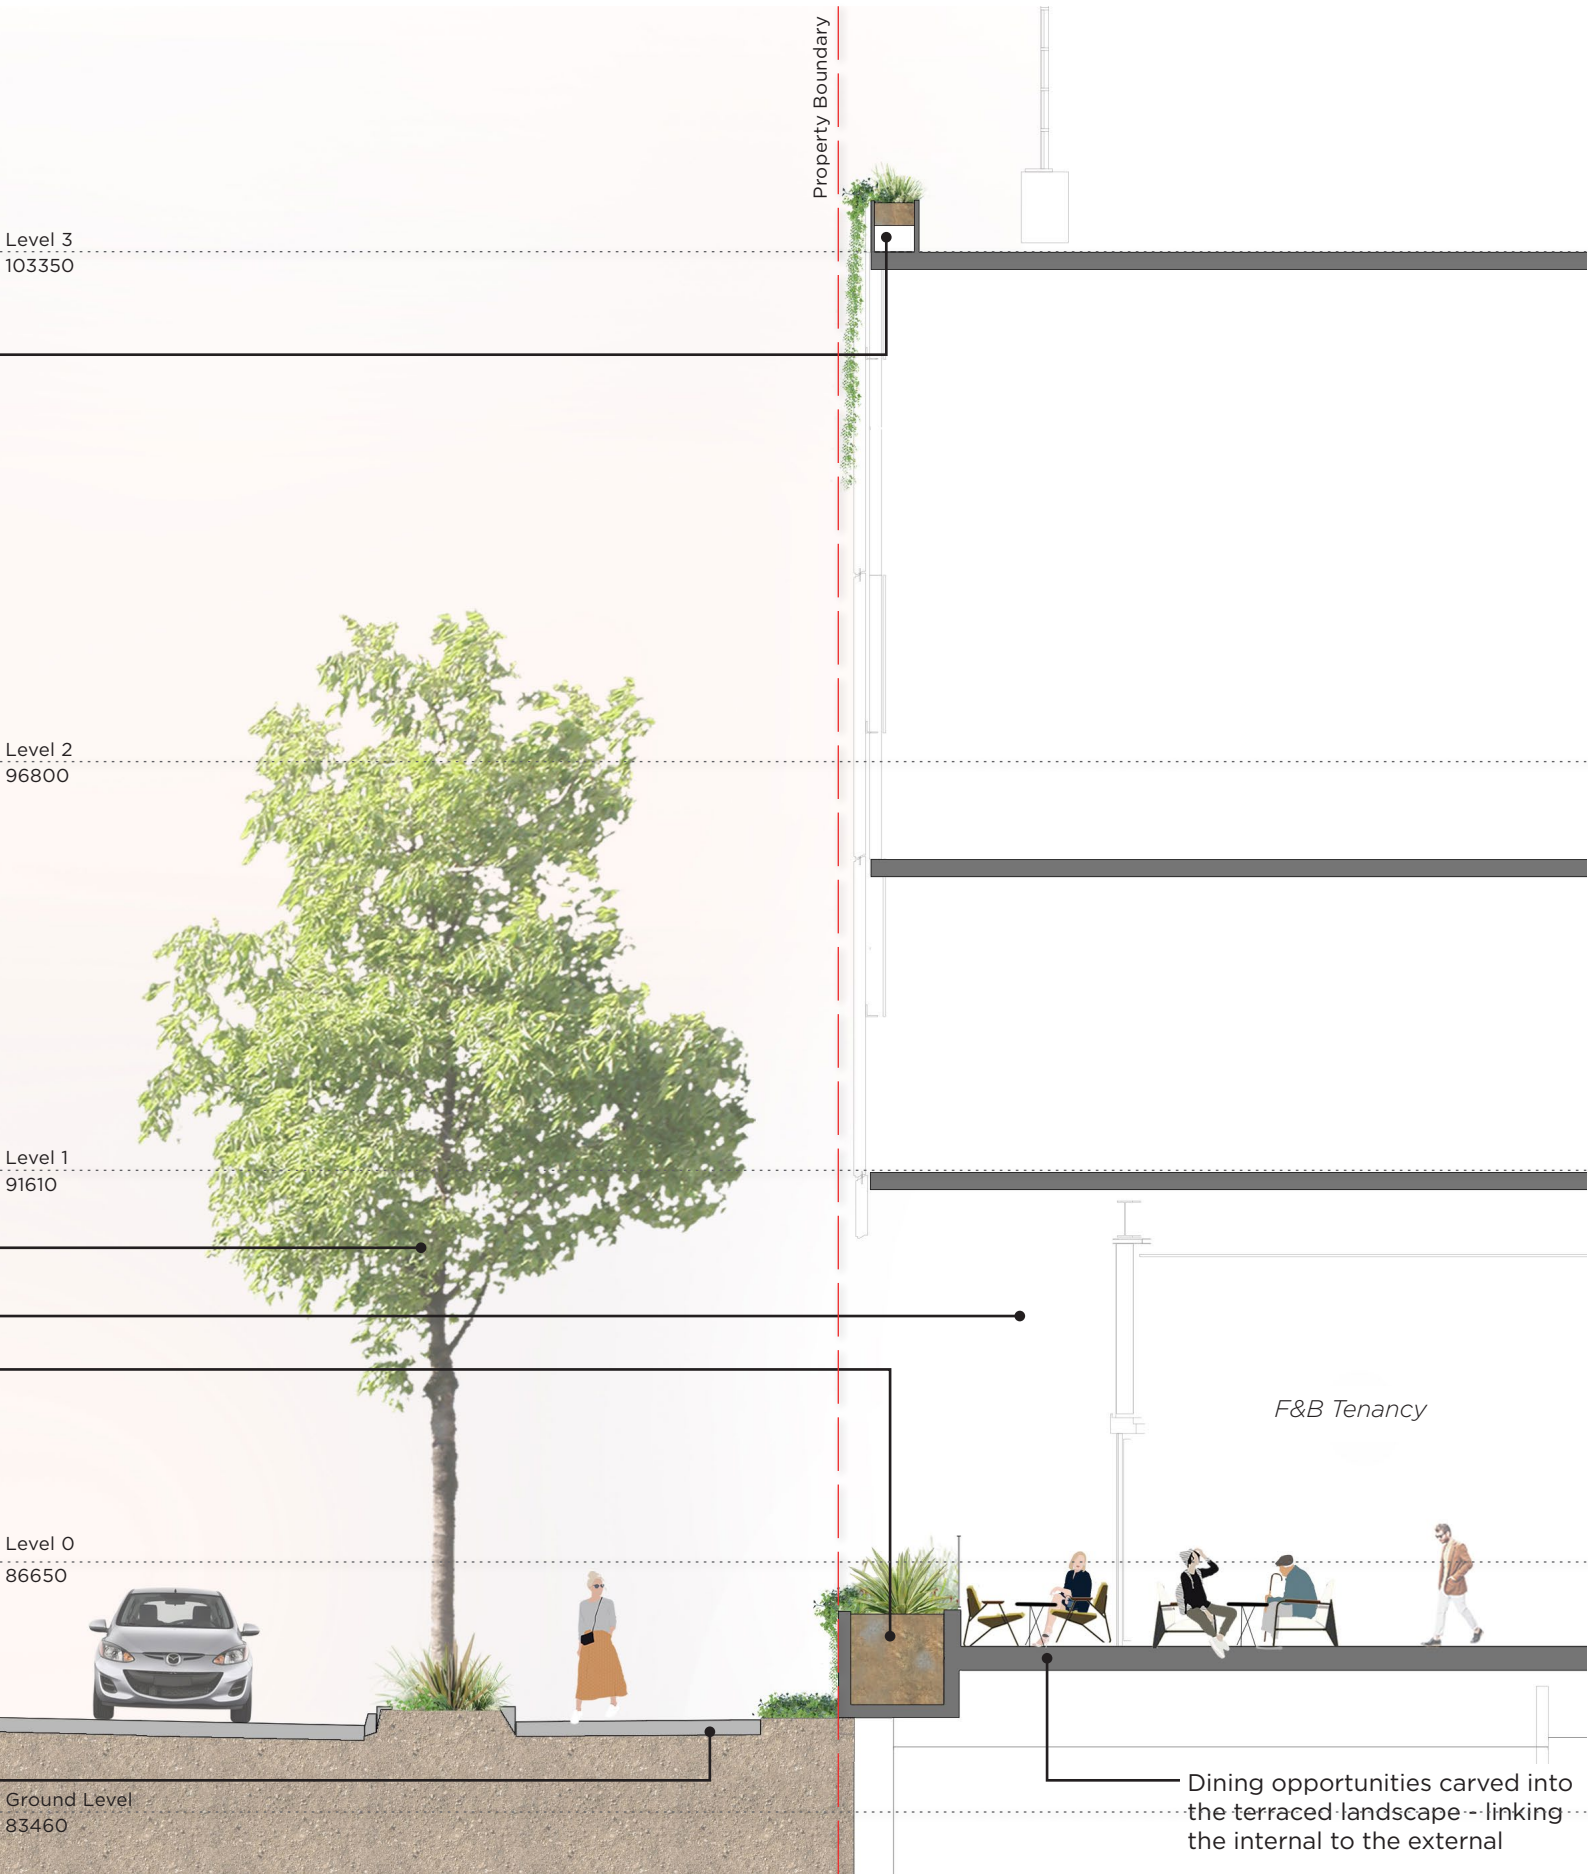 Property Boundary
Level 3
103350
Level 2
96800
Level 1
91610
F&B Tenancy
Level 0
86650
Dining opportunities carved into
the terraced landscape - linking
the internal to the external
Ground Level
83460